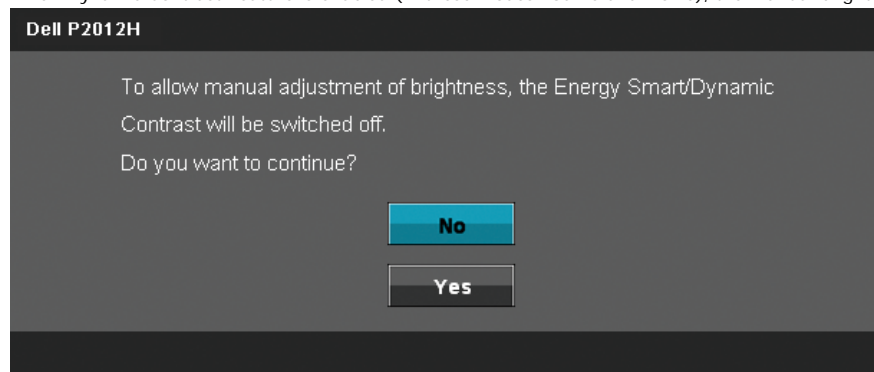 Dell P2012H
To allow manual adjustment of brightness, the Energy Smart/Dynamic
Contrast will be switched off.
Do you want to continue?
No
Yes